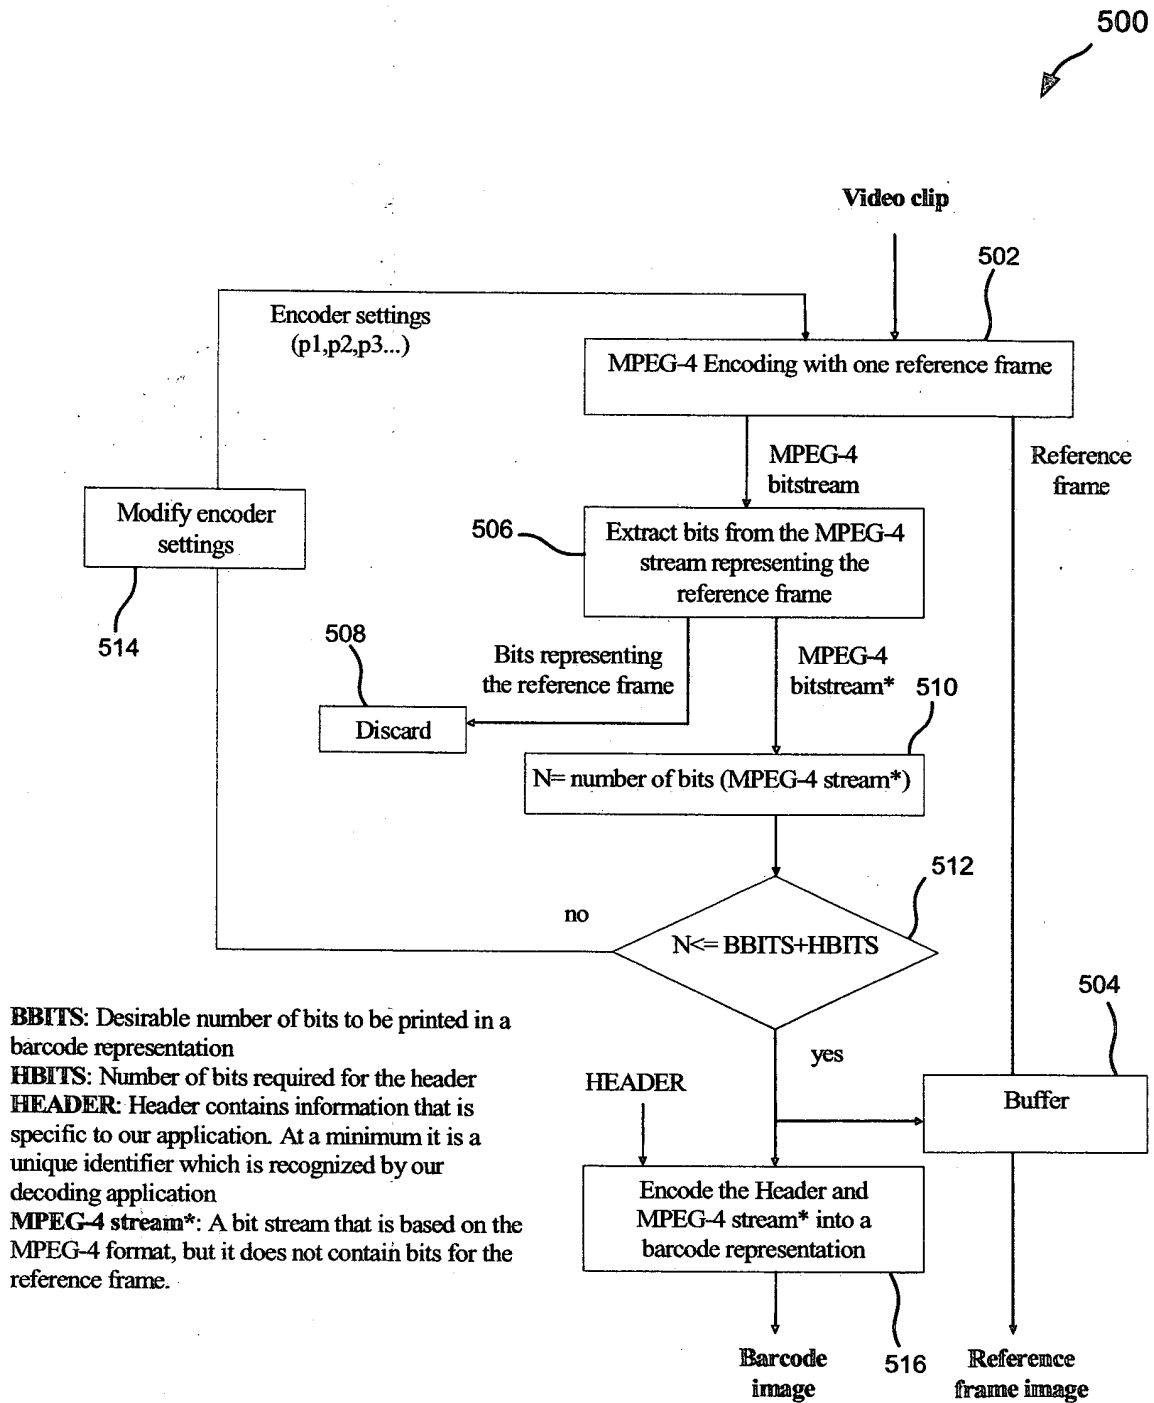 500
Video clip
502
Encoder settings
(p1,p2,p3...)
MPEG-4 Encoding with one reference frame
MPEG-4
bitstream
Reference
frame
Modify encoder
settings
514
506
Extract bits from the MPEG-4
stream representing the
reference frame
508
Bits representing
the reference frame
MPEG-4
bitstream*
510
Discard
N= number of bits (MPEG-4 stream*)
512
no
N<= BBITS+HBITS
504
yes
HEADER
Buffer
BBITS: Desirable number of bits to be printed in a
barcode representation
HBITS: Number of bits required for the header
HEADER: Header contains information that is
specific to our application. At a minimum it is a
unique identifier which is recognized by our
decoding application
MPEG-4 stream*: A bit stream that is based on the
MPEG-4 format, but it does not contain bits for the
reference frame.
Encode the Header and
MPEG-4 stream* into a
barcode representation
516
Barcode
image
Reference
frame image